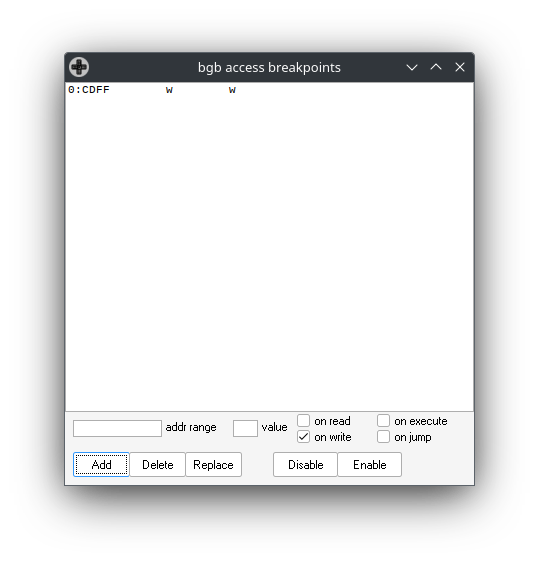 bgb access breakpoints
0:CDFF w w
addr range value on read on execute
on write on jump
Add Delete Replace Disable Enable